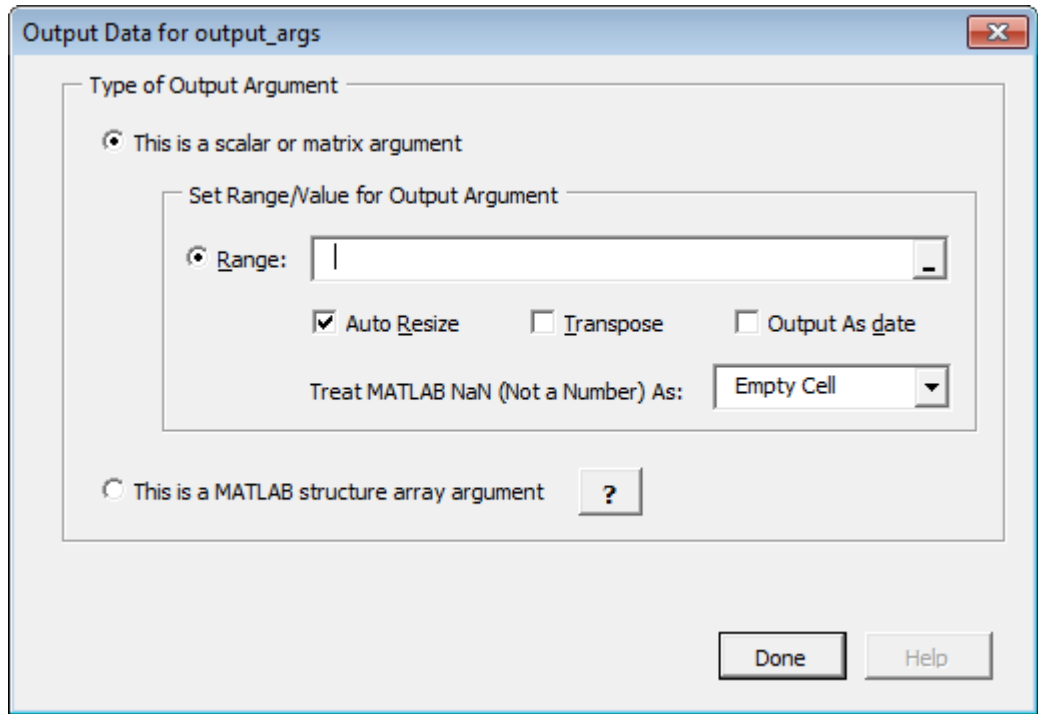 Output Data for output_args
Type of Output Argument
This is a scalar or matrix argument
Set Range/Value for Output Argument
Range:
Auto Resize Transpose Output As date
Treat MATLAB NaN (Not a Number) As: Empty Cell
This is a MATLAB structure array argument ?
Done Help